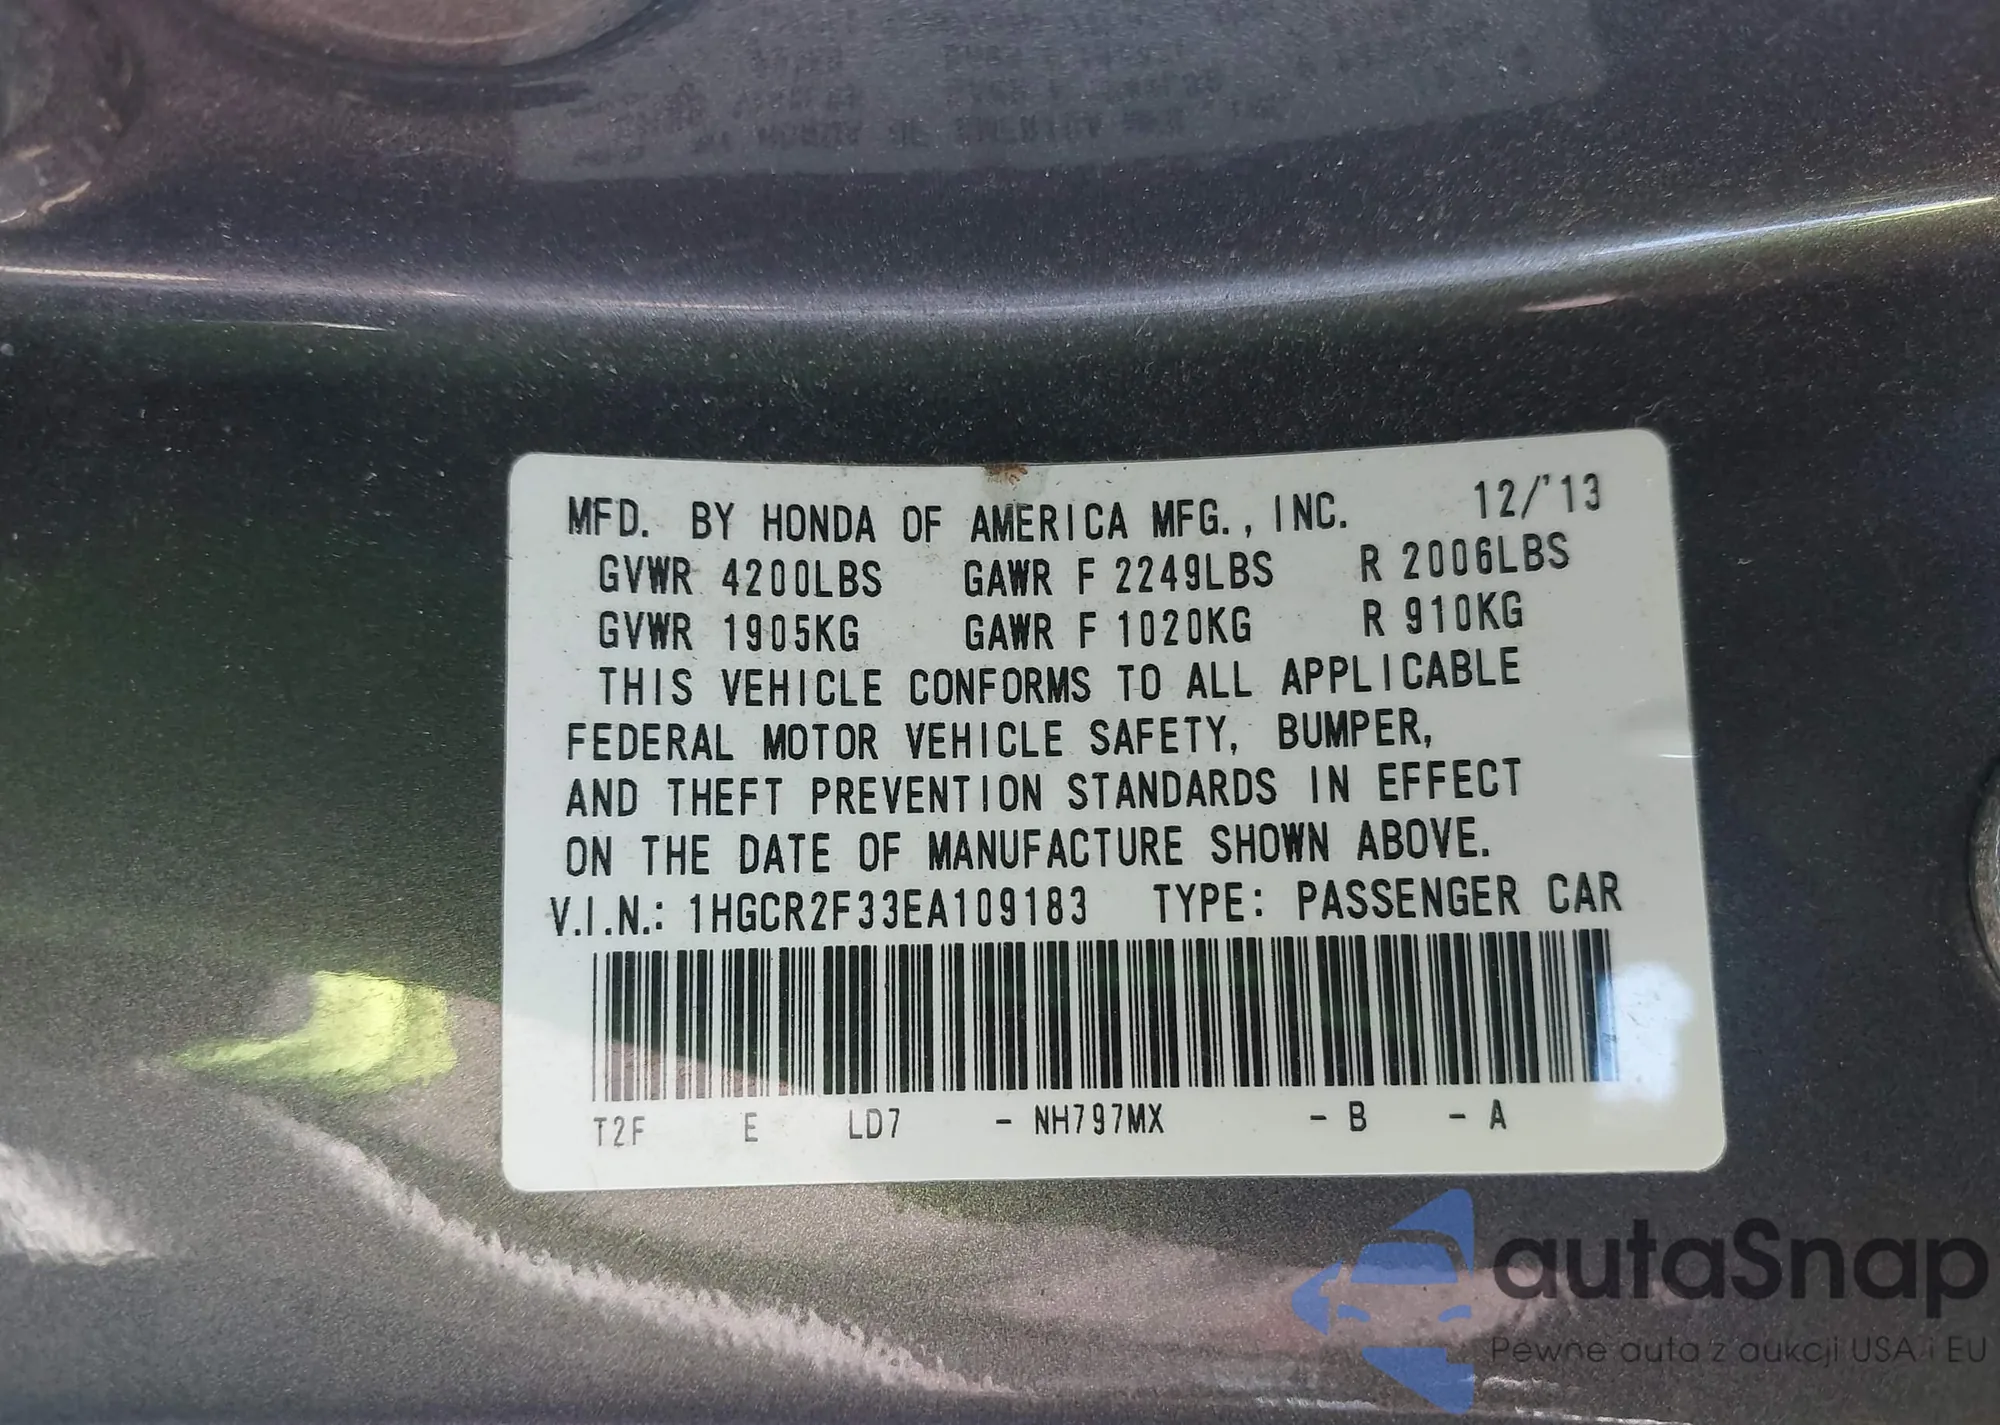 MFD. BY HONDA OF AMERICA MFG., INC. 12/'13
GVWR 4200LBS GAWR F 2249LBS R 2006LBS
GVWR 1905KG GAWR F 1020KG R 910KG
THIS VEHICLE CONFORMS TO ALL APPLICABLE
FEDERAL MOTOR VEHICLE SAFETY, BUMPER,
AND THEFT PREVENTION STANDARDS IN EFFECT
ON THE DATE OF MANUFACTURE SHOWN ABOVE.
V.I.N.: 1HGCR2F33EA109183 TYPE: PASSENGER CAR
T2F E LD7 - NH797MX - B - A
autaSnap
Pewne auta z aukcji USA i EU